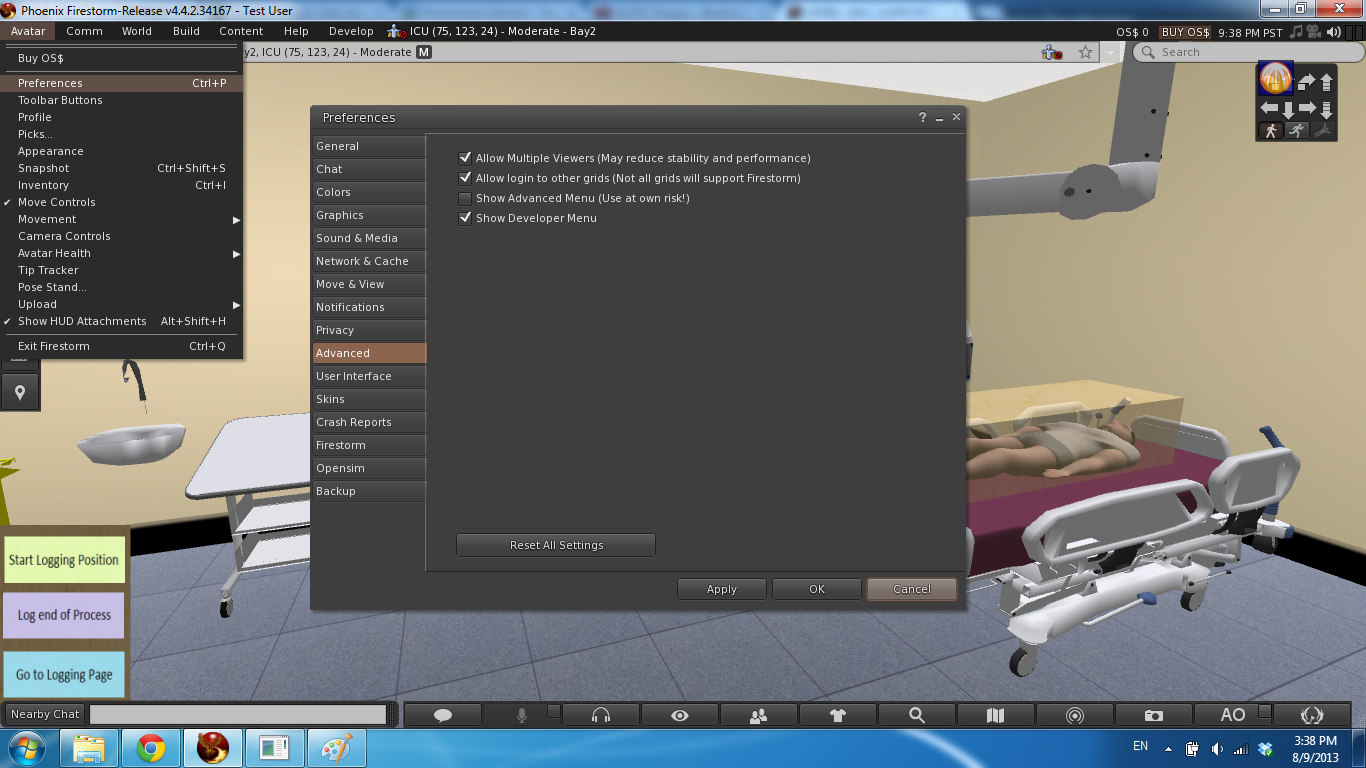 Phoenix Firestorm-Release v4.4.2.34167 - Test User
Avatar Comm World Build Content Help Develop ICU (75, 123, 24) - Moderate - Bay2 OS$ 0 BUY OS$ 9:38 PM PST
y2, ICU (75, 123, 24) - Moderate M Search
Buy OS$
Preferences Ctrl+P
Toolbar Buttons
Profile
Picks...
Appearance
Snapshot Ctrl+Shift+S
Inventory Ctrl+I
✓ Move Controls
Movement
Camera Controls
Avatar Health
Tip Tracker
Pose Stand...
Upload
✓ Show HUD Attachments Alt+Shift+H
Exit Firestorm Ctrl+Q
Preferences ?
General
Chat
Colors
Graphics
Sound & Media
Network & Cache
Move & View
Notifications
Privacy
Advanced
User Interface
Skins
Crash Reports
Firestorm
Opensim
Backup
Allow Multiple Viewers (May reduce stability and performance)
Allow login to other grids (Not all grids will support Firestorm)
Show Advanced Menu (Use at own risk!)
Show Developer Menu
Reset All Settings
Apply OK Cancel
Start Logging Position
Log end of Process
Go to Logging Page
Nearby Chat AO
EN 3:38 PM
8/9/2013